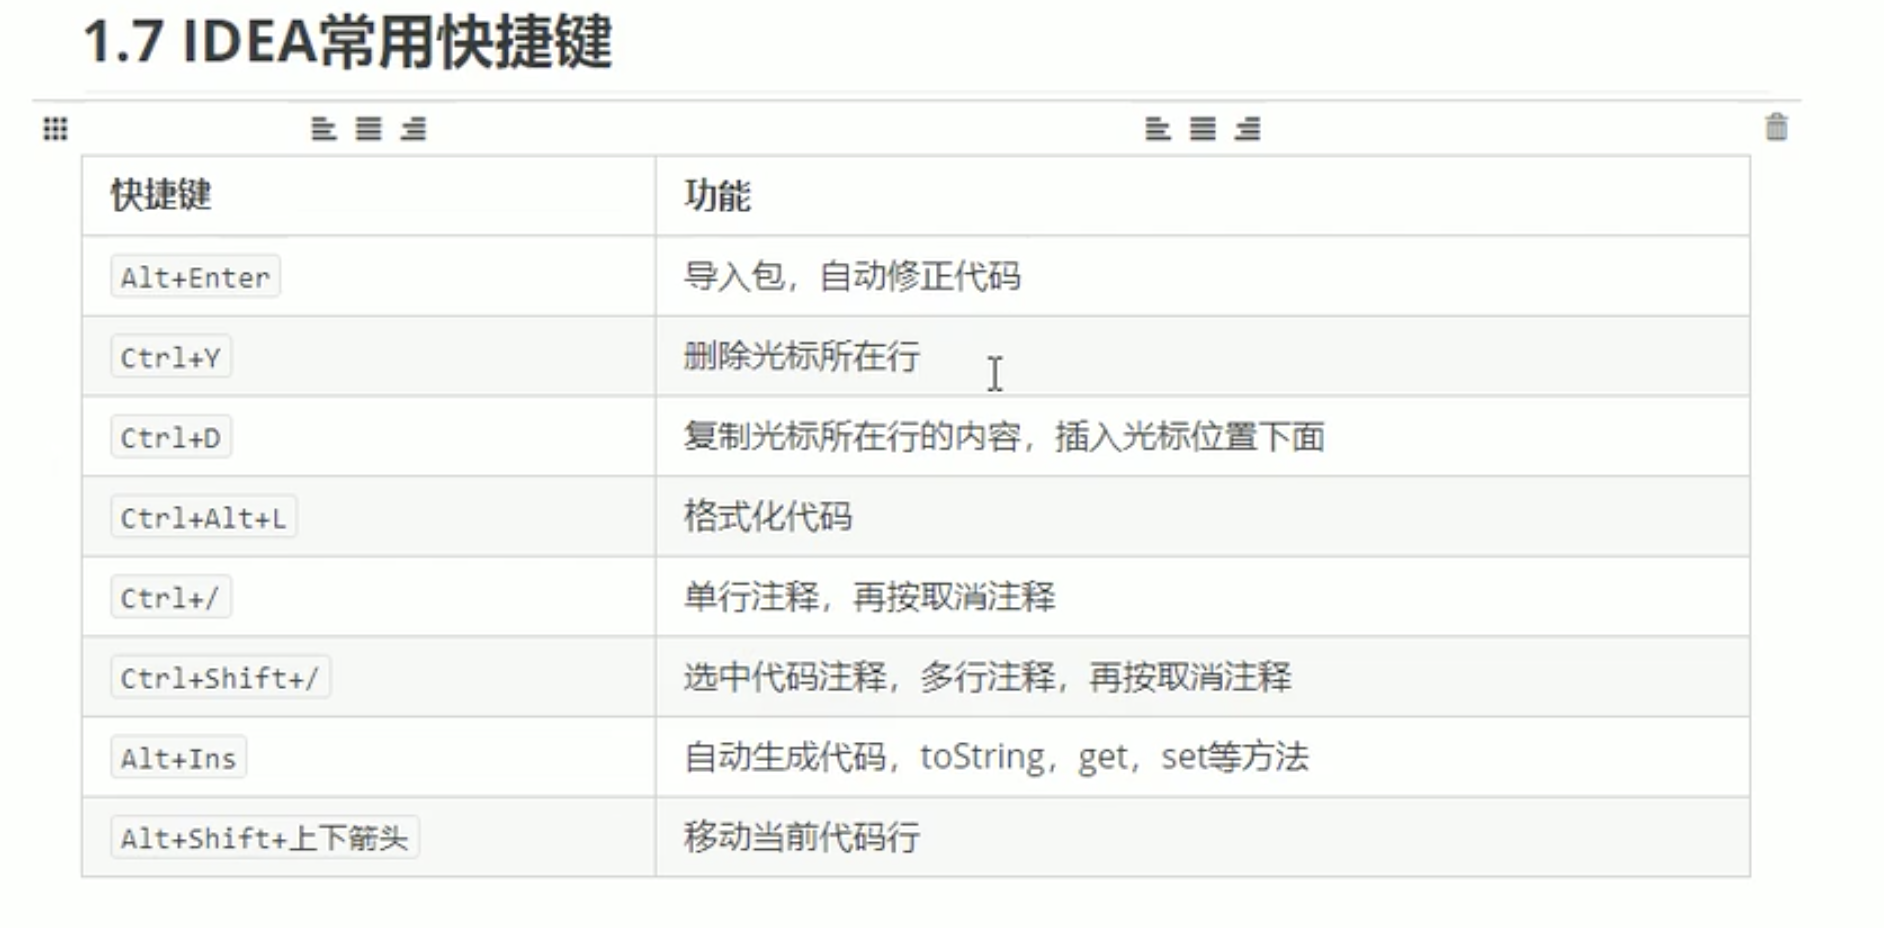 1.7 IDEA常用快捷键
快捷键 功能
Alt+Enter 导入包，自动修正代码
Ctrl+Y 删除光标所在行
Ctrl+D 复制光标所在行的内容，插入光标位置下面
Ctrl+Alt+L 格式化代码
Ctrl+/ 单行注释，再按取消注释
Ctrl+Shift+/ 选中代码注释，多行注释，再按取消注释
Alt+Ins 自动生成代码，toString，get，set等方法
Alt+Shift+上下箭头 移动当前代码行